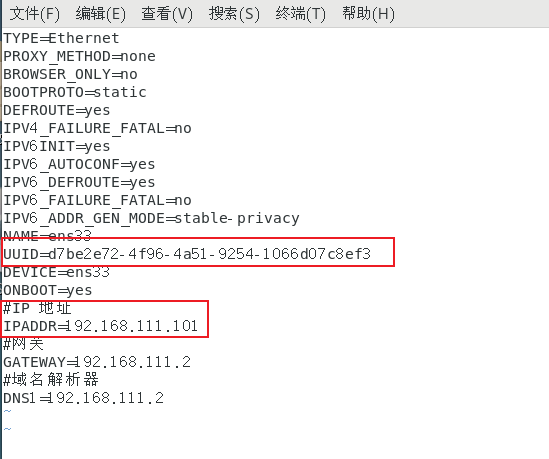 文件(F) 编辑(E) 查看(V) 搜索(S) 终端(T) 帮助(H)
TYPE=Ethernet
PROXY_METHOD=none
BROWSER_ONLY=no
BOOTPROTO=static
DEFROUTE=yes
IPV4_FAILURE_FATAL=no
IPV6INIT=yes
IPV6_AUTOCONF=yes
IPV6_DEFROUTE=yes
IPV6_FAILURE_FATAL=no
IPV6_ADDR_GEN_MODE=stable-privacy
NAME=ens33
UUID=d7be2e72-4f96-4a51-9254-1066d07c8ef3
DEVICE=ens33
ONBOOT=yes
#IP 地址
IPADDR=192.168.111.101
#网关
GATEWAY=192.168.111.2
#域名解析器
DNS1=192.168.111.2
~
~